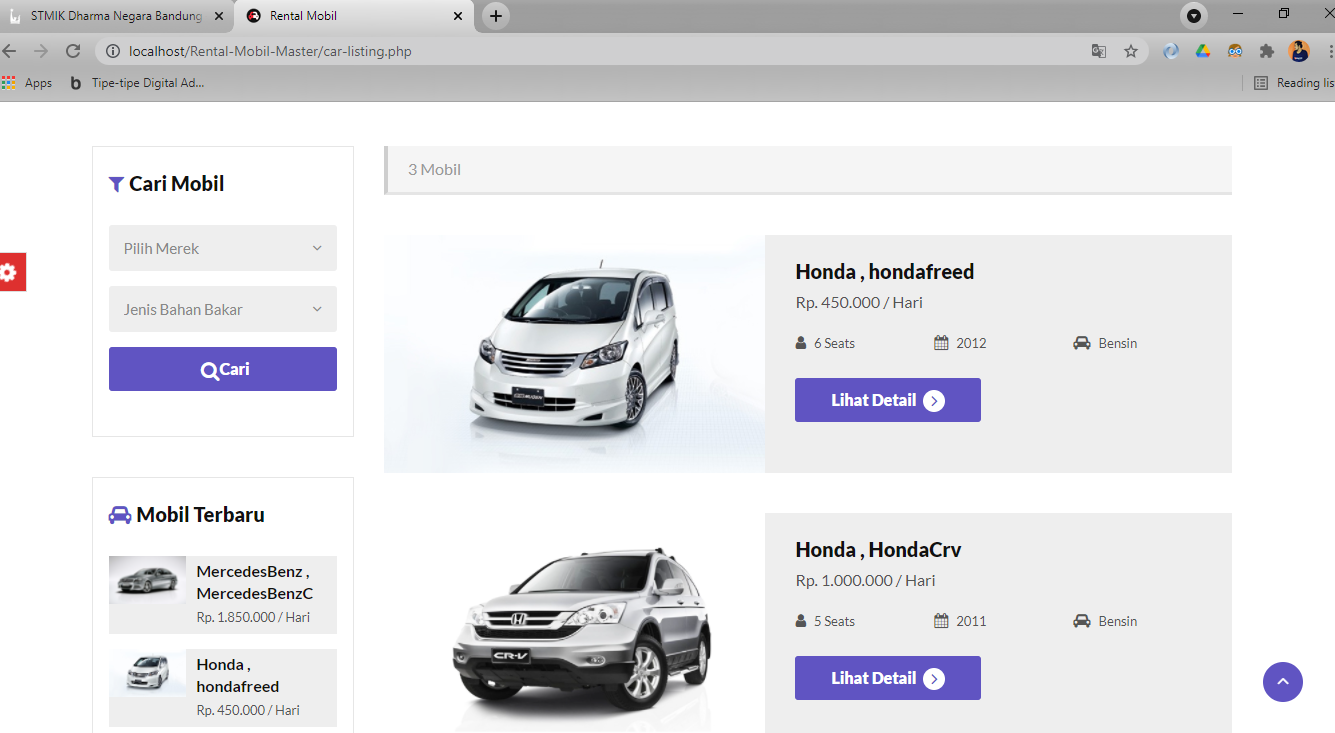 STMIK Dharma Negara Bandung
Rental Mobil
localhost/Rental-Mobil-Master/car-listing.php
Apps
Tipe-tipe Digital Ad...
Reading lis
Cari Mobil
Pilih Merek
Jenis Bahan Bakar
Cari
Mobil Terbaru
MercedesBenz ,
MercedesBenzC
Rp. 1.850.000 / Hari
Honda ,
hondafreed
Rp. 450.000 / Hari
3 Mobil
Honda , hondafreed
Rp. 450.000 / Hari
6 Seats
2012
Bensin
Lihat Detail
CR-V
Honda , HondaCrv
Rp. 1.000.000 / Hari
5 Seats
2011
Bensin
Lihat Detail